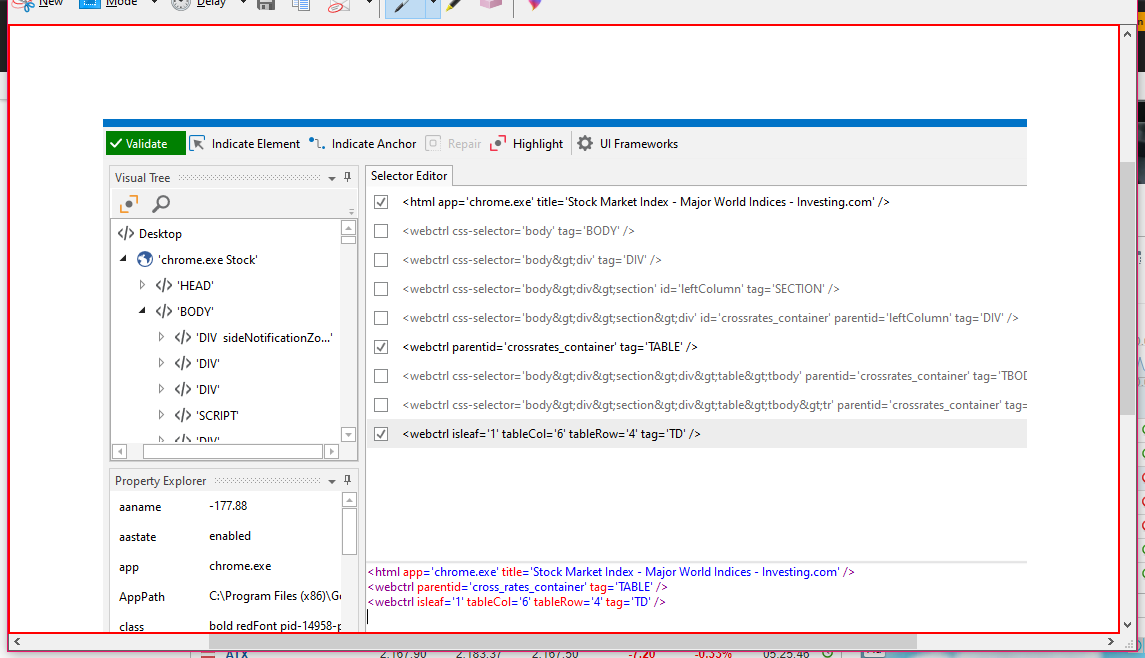 New Mode Delay
Validate Indicate Element Indicate Anchor Repair Highlight UI Frameworks
Visual Tree
</> Desktop
'chrome.exe Stock'
</> 'HEAD'
</> 'BODY'
</> 'DIV sideNotificationZo...'
</> 'DIV'
</> 'DIV'
</> 'SCRIPT'
</> 'DIV'
Property Explorer
aaname -177.88
aastate enabled
app chrome.exe
AppPath C:\Program Files (x86)\G
class bold redFont pid-14958-
Selector Editor
<html app='chrome.exe' title='Stock Market Index - Major World Indices - Investing.com' />
<webctrl css-selector='body' tag='BODY' />
<webctrl css-selector='body&gt;div' tag='DIV' />
<webctrl css-selector='body&gt;div&gt;section' id='leftColumn' tag='SECTION' />
<webctrl css-selector='body&gt;div&gt;section&gt;div' id='crossrates_container' parentid='leftColumn' tag='DIV' />
<webctrl parentid='crossrates_container' tag='TABLE' />
<webctrl css-selector='body&gt;div&gt;section&gt;div&gt;table&gt;tbody' parentid='crossrates_container' tag='TBOD
<webctrl css-selector='body&gt;div&gt;section&gt;div&gt;table&gt;tbody&gt;tr' parentid='crossrates_container' tag=
<webctrl isleaf='1' tableCol='6' tableRow='4' tag='TD' />
<html app='chrome.exe' title='Stock Market Index - Major World Indices - Investing.com' />
<webctrl parentid='cross_rates_container' tag='TABLE' />
<webctrl isleaf='1' tableCol='6' tableRow='4' tag='TD' />
ATX 2.167.90 2.183.37 2.167.50 -7.20 -0.33% 05:25:46